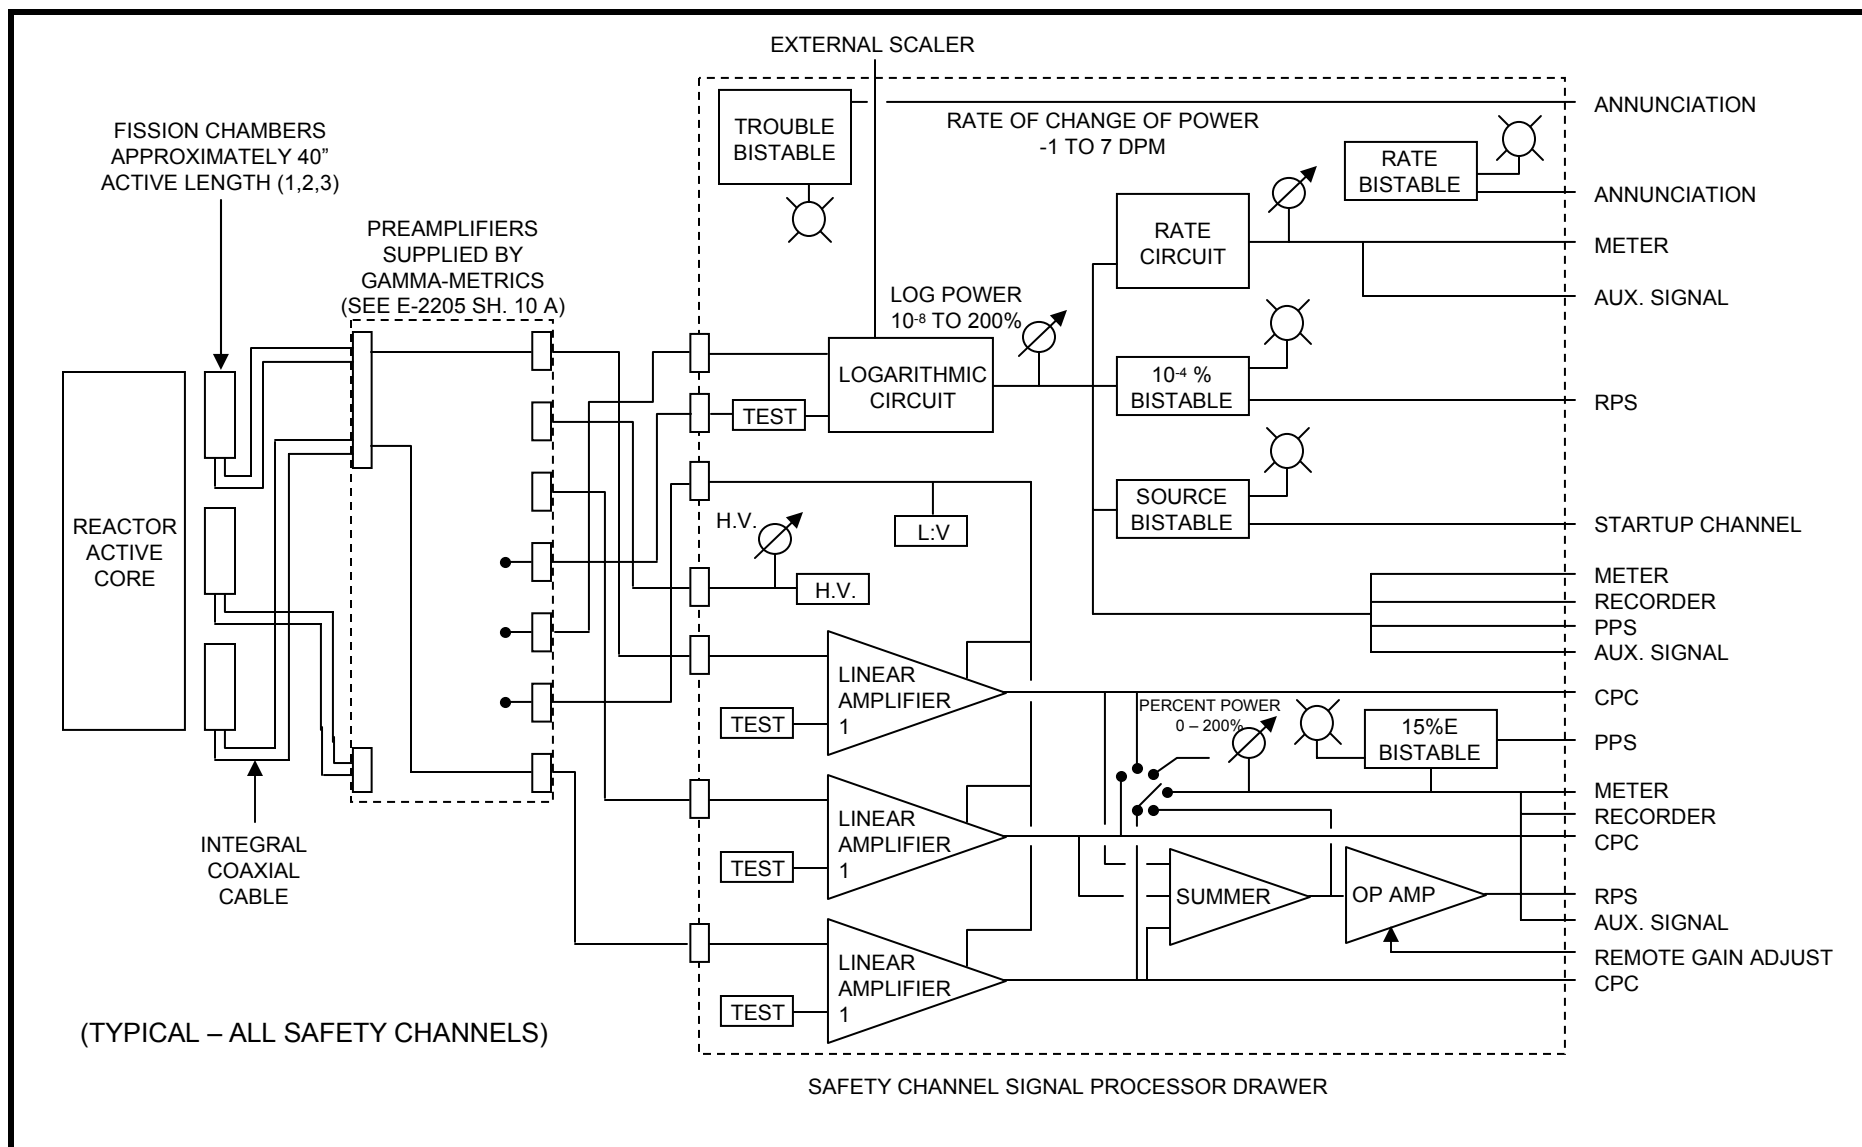 EXTERNAL SCALER
FISSION CHAMBERS
APPROXIMATELY 40”
ACTIVE LENGTH (1,2,3)
PREAMPLIFIERS
SUPPLIED BY
GAMMA-METRICS
(SEE E-2205 SH. 10 A)
REACTOR
ACTIVE
CORE
INTEGRAL
COAXIAL
CABLE
(TYPICAL – ALL SAFETY CHANNELS)
TROUBLE
BISTABLE
RATE OF CHANGE OF POWER
-1 TO 7 DPM
RATE
BISTABLE
RATE
CIRCUIT
LOG POWER
10-8 TO 200%
LOGARITHMIC
CIRCUIT
TEST
10-4 %
BISTABLE
SOURCE
BISTABLE
H.V.
L:V
H.V.
LINEAR
AMPLIFIER
1
TEST
PERCENT POWER
0 – 200%
15%E
BISTABLE
LINEAR
AMPLIFIER
1
TEST
SUMMER
OP AMP
LINEAR
AMPLIFIER
1
TEST
ANNUNCIATION
ANNUNCIATION
METER
AUX. SIGNAL
RPS
STARTUP CHANNEL
METER
RECORDER
PPS
AUX. SIGNAL
CPC
PPS
METER
RECORDER
CPC
RPS
AUX. SIGNAL
REMOTE GAIN ADJUST
CPC
SAFETY CHANNEL SIGNAL PROCESSOR DRAWER